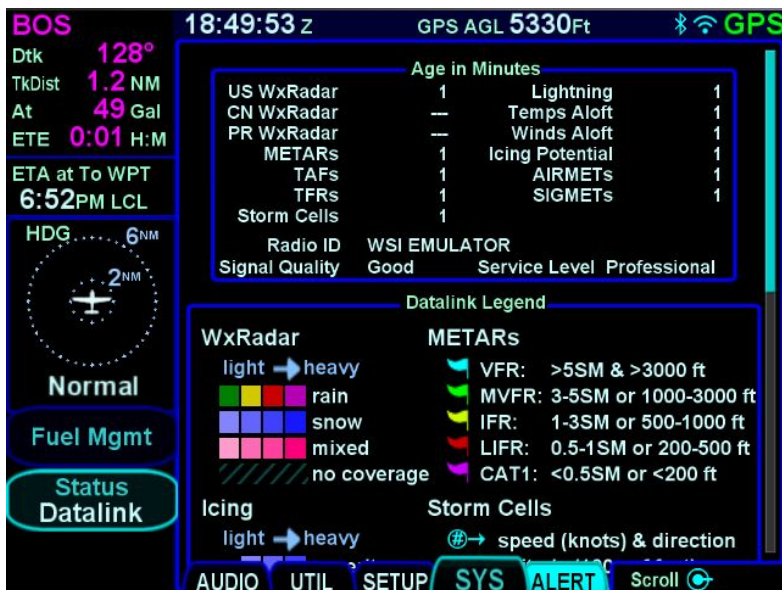 BOS
Dtk 128°
TkDist 1.2 NM
At 49 Gal
ETE 0:01 H:M
ETA at To WPT
6:52PM LCL
HDG 6NM
2NM
Normal
Fuel Mgmt
Status
Datalink
18:49:53 Z GPS AGL 5330Ft GPS
Age in Minutes
US WxRadar 1 Lightning 1
CN WxRadar --- Temps Aloft 1
PR WxRadar --- Winds Aloft 1
METARs 1 Icing Potential 1
TAFs 1 AIRMETs 1
TFRs 1 SIGMETs 1
Storm Cells 1
Radio ID WSI EMULATOR
Signal Quality Good Service Level Professional
Datalink Legend
WxRadar
light heavy
rain
snow
mixed
no coverage
Icing
light heavy
METARs
VFR: >5SM & >3000 ft
MVFR: 3-5SM or 1000-3000 ft
IFR: 1-3SM or 500-1000 ft
LIFR: 0.5-1SM or 200-500 ft
CAT1: <0.5SM or <200 ft
Storm Cells
# speed (knots) & direction
AUDIO UTIL SETUP SYS ALERT Scroll